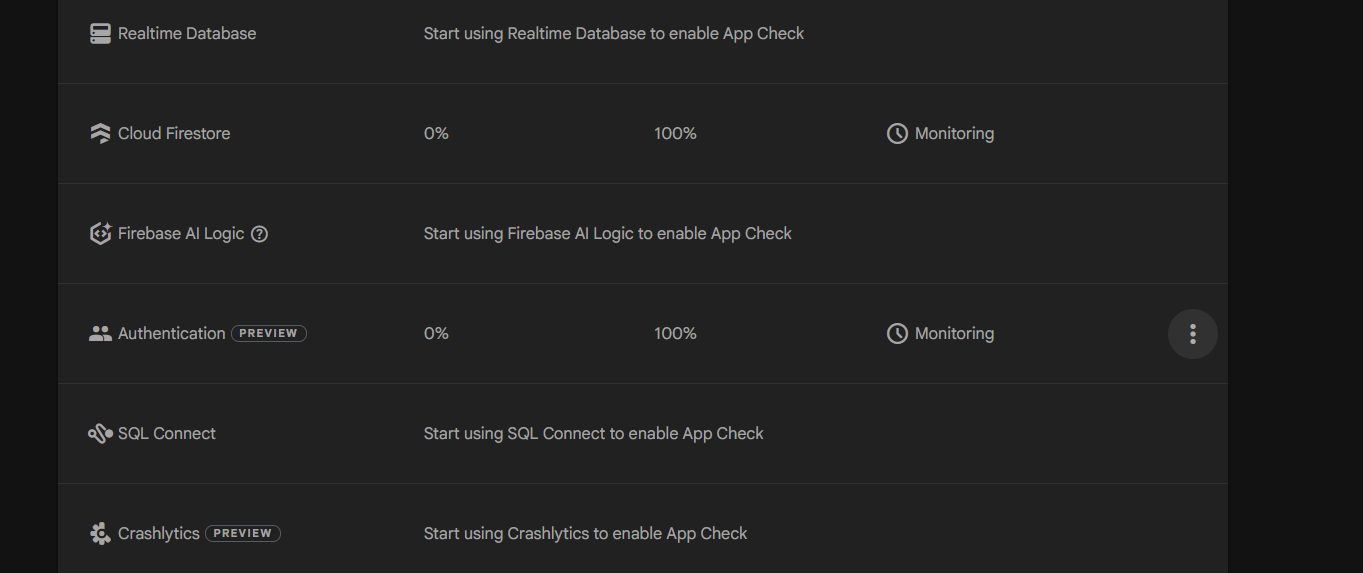 Realtime Database Start using Realtime Database to enable App Check
Cloud Firestore 0% 100% Monitoring
Firebase AI Logic Start using Firebase AI Logic to enable App Check
Authentication PREVIEW 0% 100% Monitoring
SQL Connect Start using SQL Connect to enable App Check
Crashlytics PREVIEW Start using Crashlytics to enable App Check